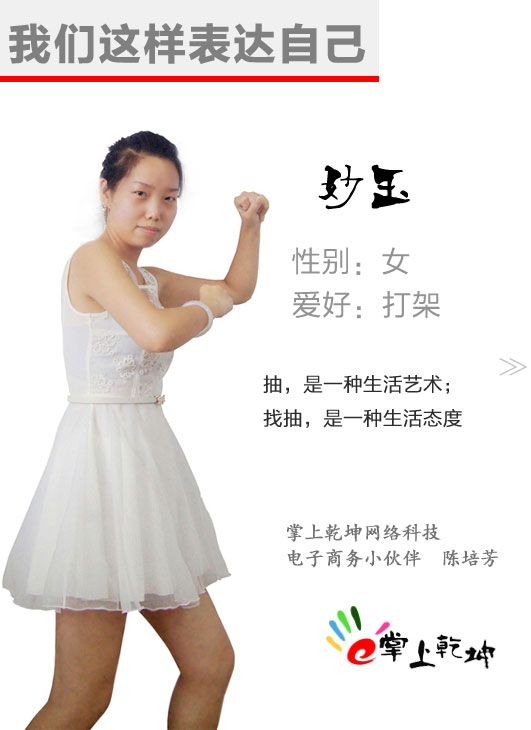 我们这样表达自己
妙玉
性别：女
爱好：打架
抽，是一种生活艺术；
找抽，是一种生活态度
掌上乾坤网络科技
电子商务小伙伴 陈培芳
e掌上乾坤